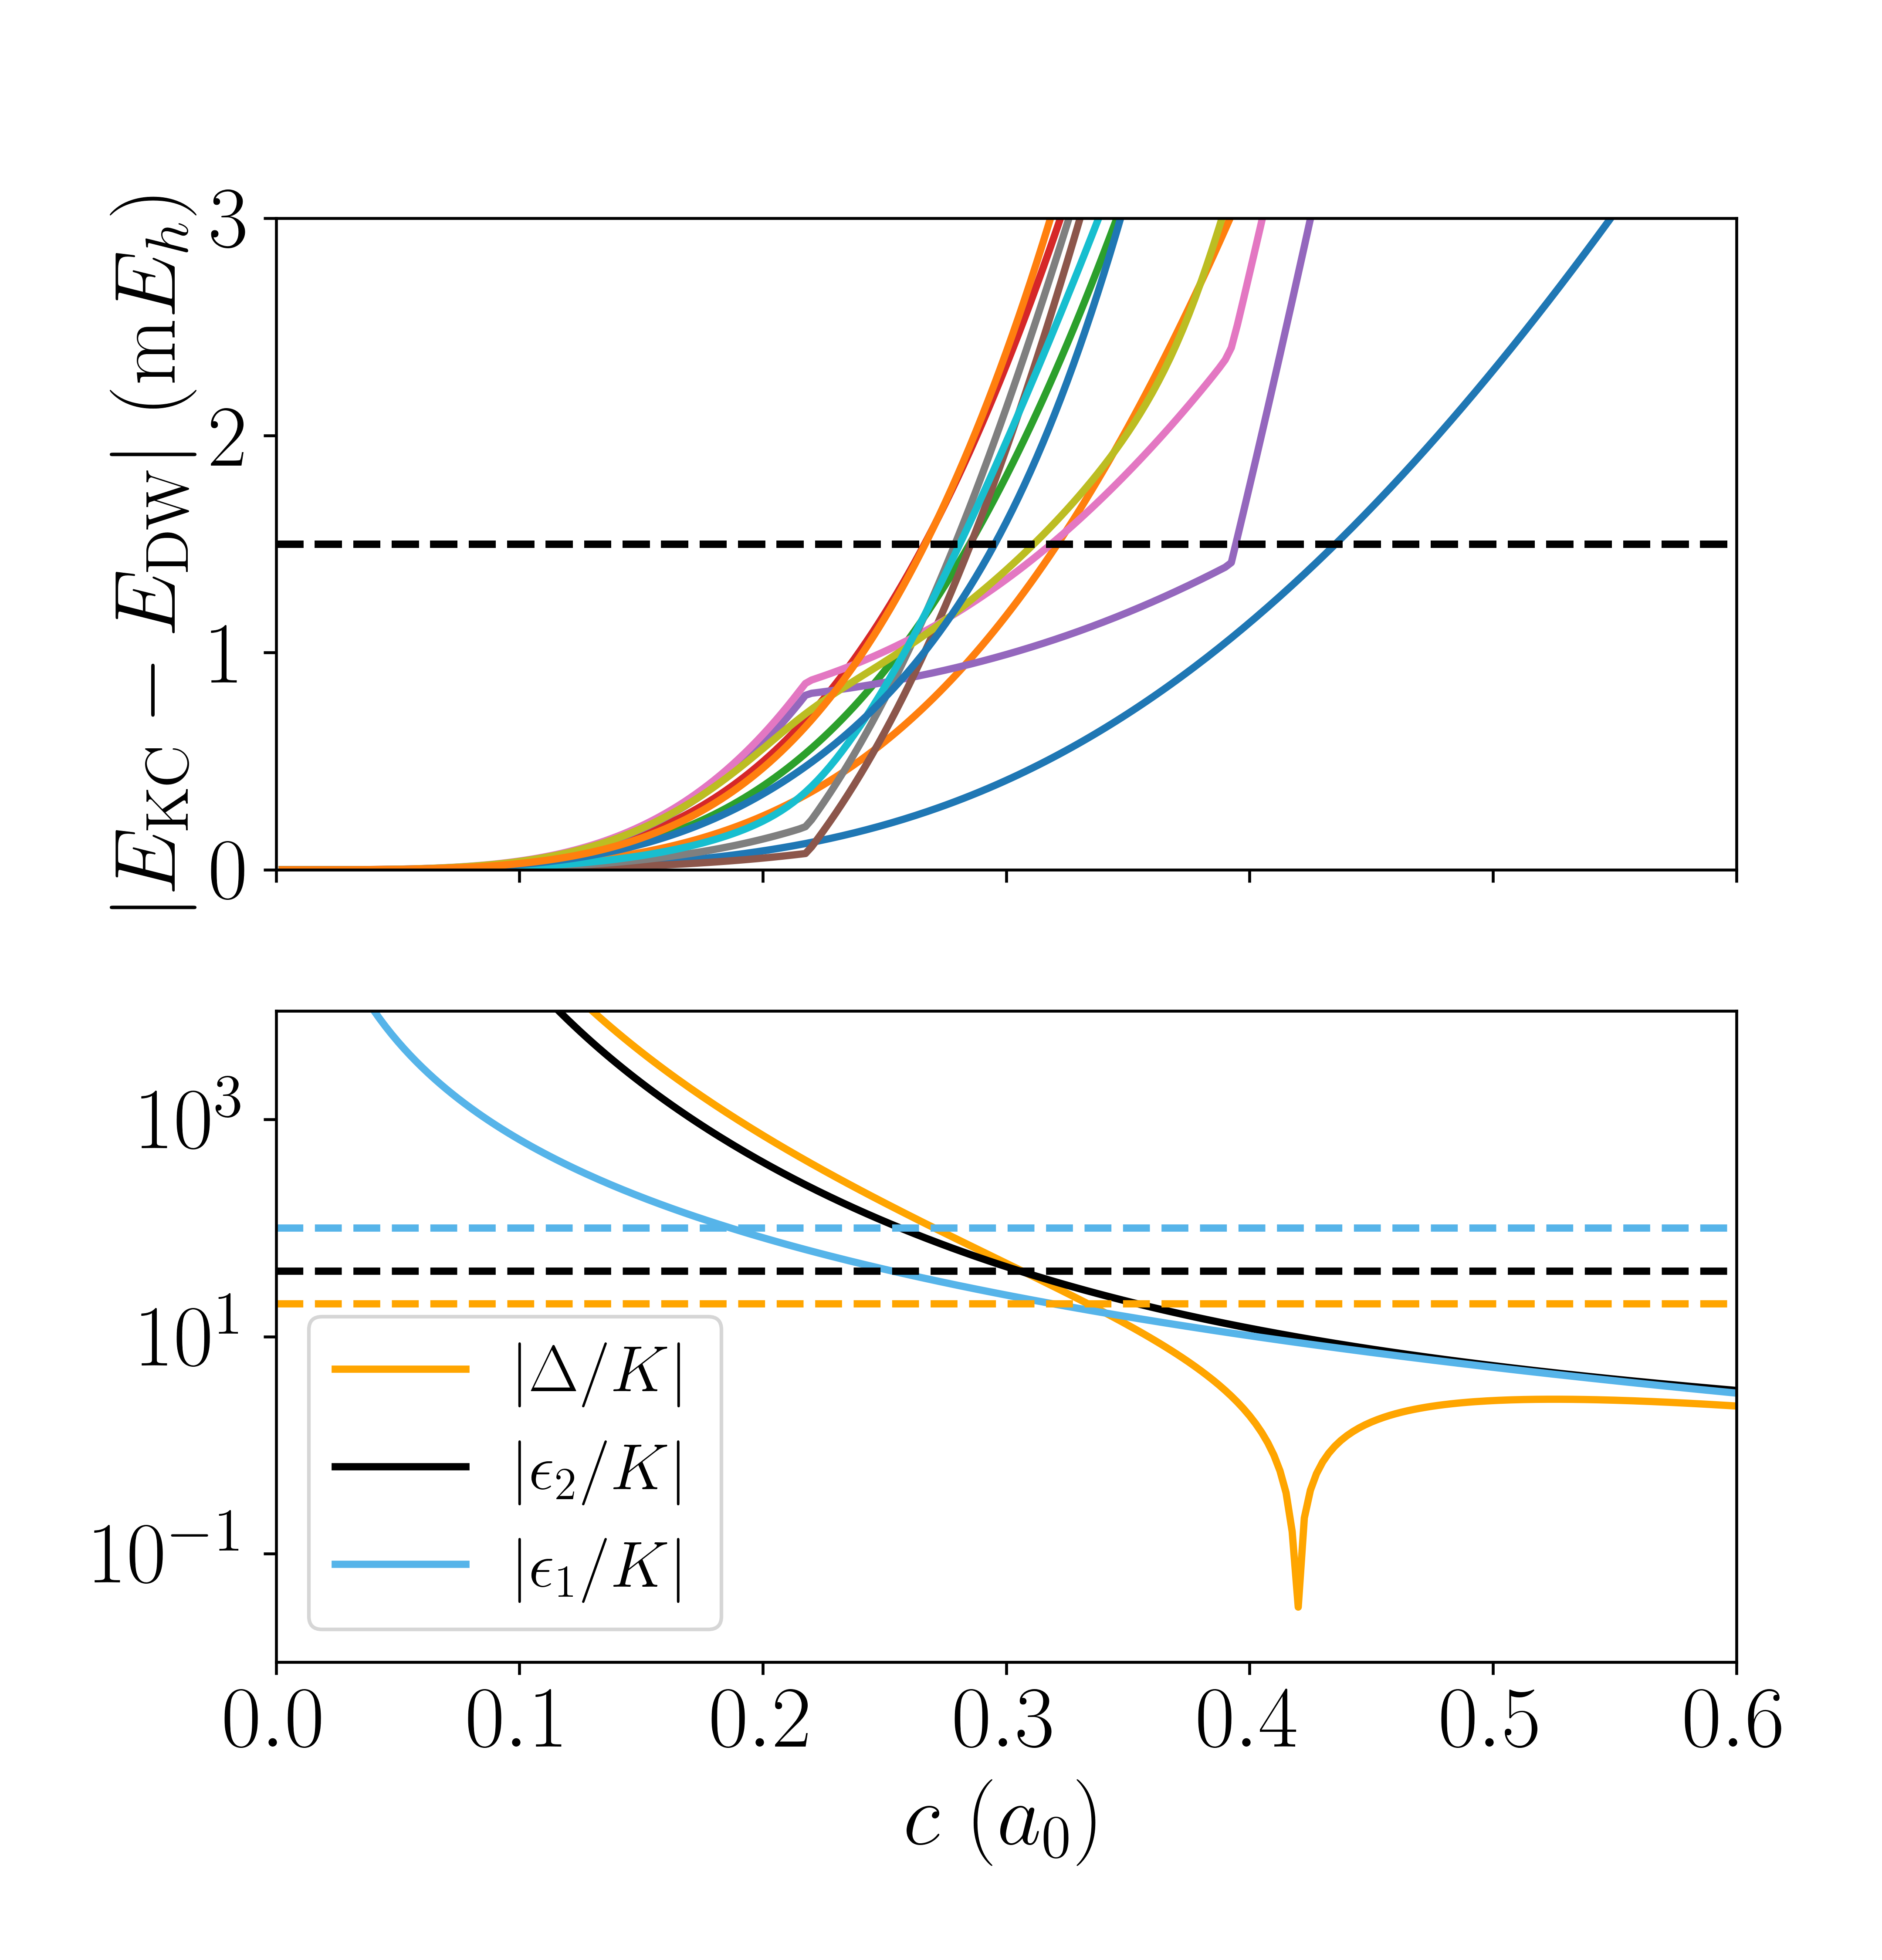 |E_KC − E_DW| (mE_h)
3
2
1
0
10^3
10^1
10^−1
|Δ/K|
|ϵ_2/K|
|ϵ_1/K|
0.0 0.1 0.2 0.3 0.4 0.5 0.6
c (a_0)